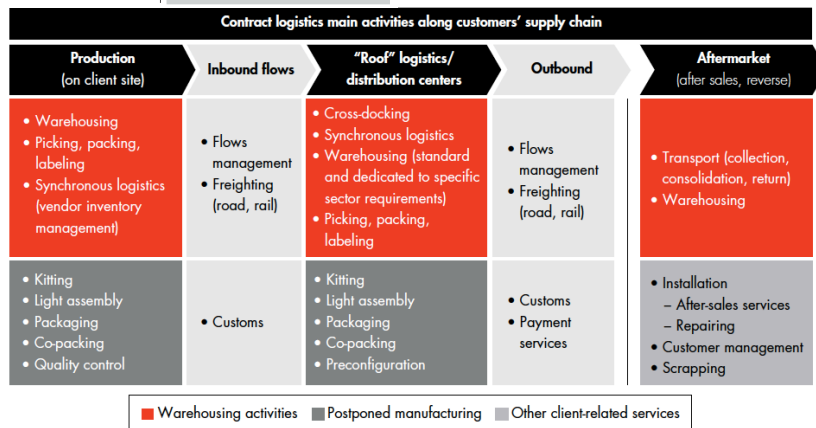 Contract logistics main activities along customers’ supply chain
Production
(on client site)
Inbound flows
“Roof” logistics/
distribution centers
Outbound
Aftermarket
(after sales, reverse)
• Warehousing
• Picking, packing,
labeling
• Synchronous logistics
(vendor inventory
management)
• Flows
management
• Freighting
(road, rail)
• Cross-docking
• Synchronous logistics
• Warehousing (standard
and dedicated to specific
sector requirements)
• Picking, packing,
labeling
• Flows
management
• Freighting
(road, rail)
• Transport (collection,
consolidation, return)
• Warehousing
• Kitting
• Light assembly
• Packaging
• Co-packing
• Quality control
• Customs
• Kitting
• Light assembly
• Packaging
• Co-packing
• Preconfiguration
• Customs
• Payment
services
• Installation
– After-sales services
– Repairing
• Customer management
• Scrapping
Warehousing activities
Postponed manufacturing
Other client-related services